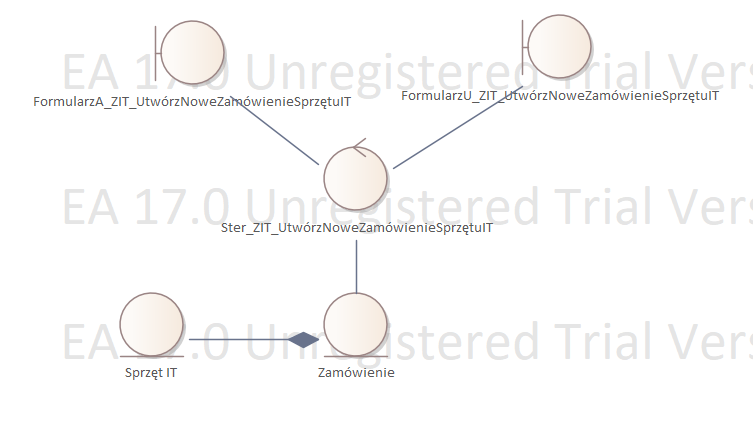 EA 17.0 Unregistered Trial Vers
FormularzA_ZIT_UtwórzNoweZamówienieSprzętuIT
FormularzU_ZIT_UtwórzNoweZamówienieSprzętuIT
EA 17.0 Unregistered Trial Vers
Ster_ZIT_UtwórzNoweZamówienieSprzętuIT
EA 17.0 Unregistered Trial Vers
Sprzęt IT
Zamówienie